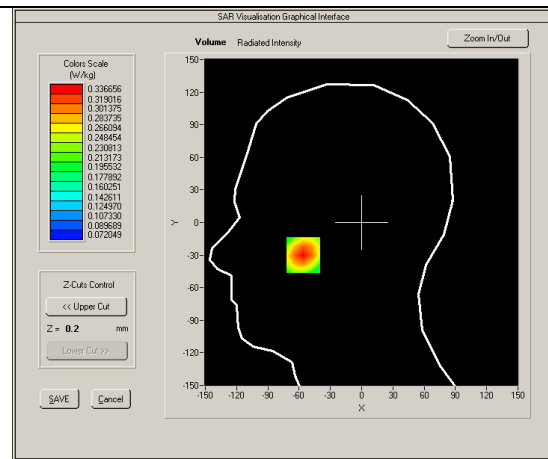 SAR Visualisation Graphical Interface
Volume Radiated Intensity
Zoom In/Out
Colors Scale
(W/kg)
0.336656
0.319016
0.301375
0.283735
0.266094
0.248454
0.230813
0.213173
0.195532
0.177892
0.160251
0.142611
0.124970
0.107330
0.089689
0.072049
Z-Cuts Control
<< Upper Cut
Z = 0.2 mm
Lower Cut >>
SAVE Cancel
150
120
90
60
30
0
-30
-60
-90
-120
-150
Y
-150 -120 -90 -60 -30 0 30 60 90 120 150
X